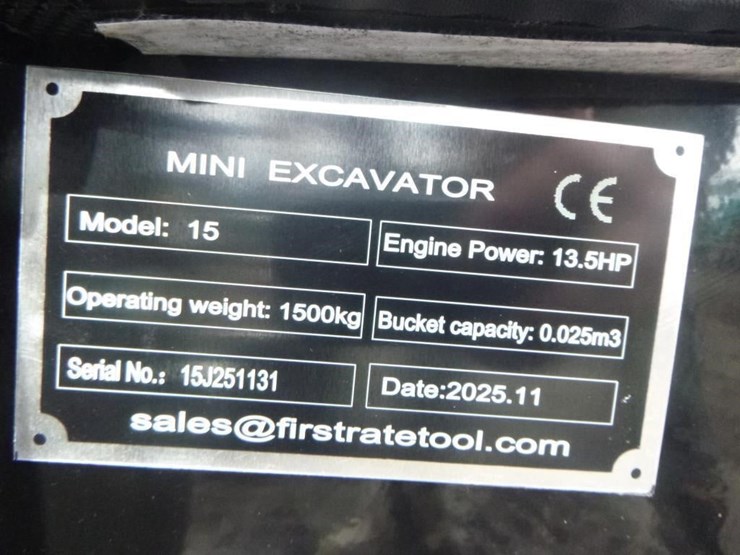 MINI EXCAVATOR CE
Model: 15 Engine Power: 13.5HP
Operating weight: 1500kg Bucket capacity: 0.025m3
Serial No.: 15J251131 Date:2025.11
sales@firstratetool.com